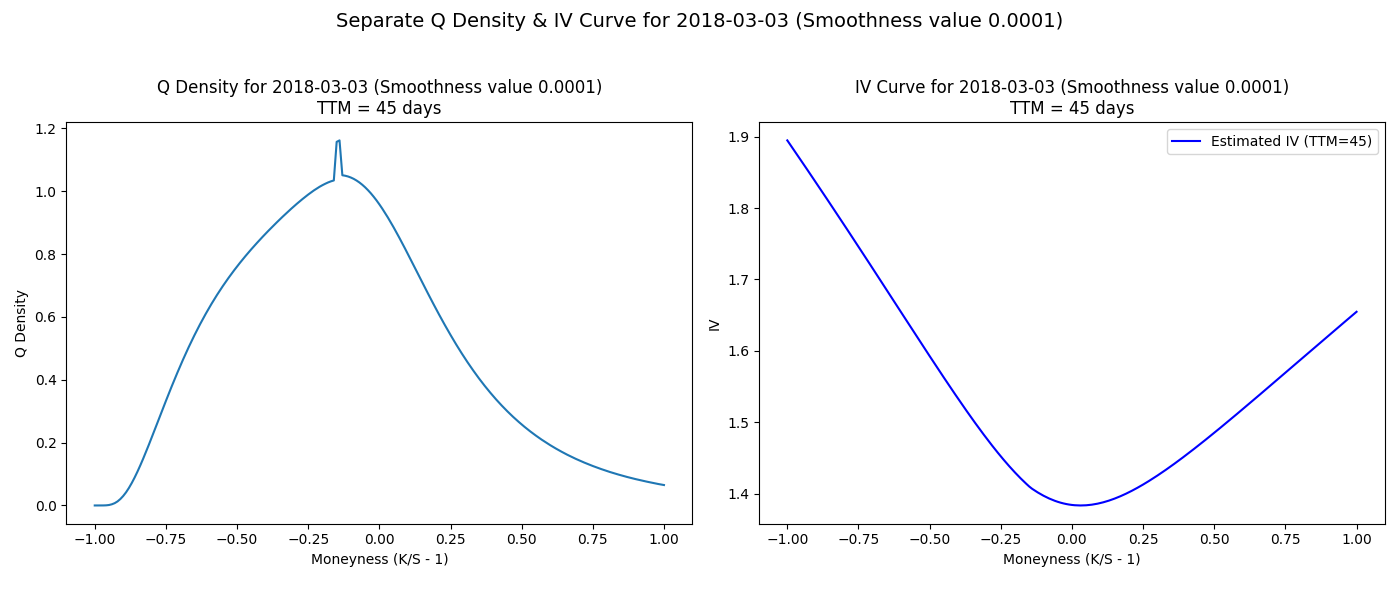 Separate Q Density & IV Curve for 2018-03-03 (Smoothness value 0.0001)
Q Density for 2018-03-03 (Smoothness value 0.0001)
TTM = 45 days
1.2
1.0
0.8
0.6
0.4
0.2
0.0
Q Density
−1.00 −0.75 −0.50 −0.25 0.00 0.25 0.50 0.75 1.00
Moneyness (K/S - 1)
IV Curve for 2018-03-03 (Smoothness value 0.0001)
TTM = 45 days
Estimated IV (TTM=45)
1.9
1.8
1.7
1.6
1.5
1.4
IV
−1.00 −0.75 −0.50 −0.25 0.00 0.25 0.50 0.75 1.00
Moneyness (K/S - 1)